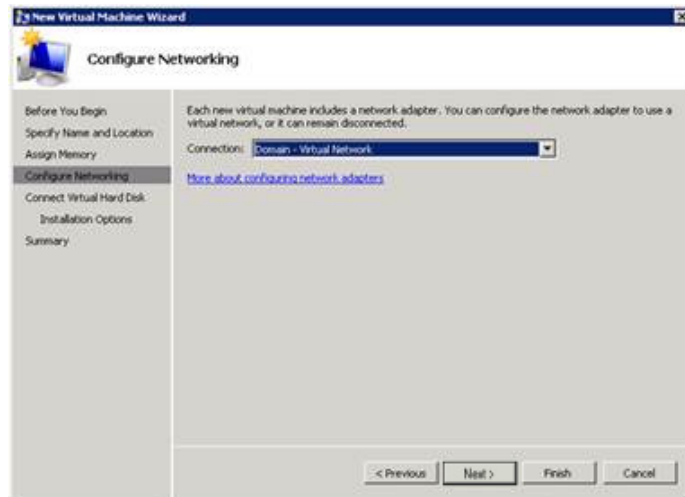 New Virtual Machine Wizard
Configure Networking
Before You Begin
Specify Name and Location
Assign Memory
Configure Networking
Connect Virtual Hard Disk
Installation Options
Summary
Each new virtual machine includes a network adapter. You can configure the network adapter to use a
virtual network, or it can remain disconnected.
Connection: Domain - Virtual Network
More about configuring network adapters
< Previous Next > Finish Cancel